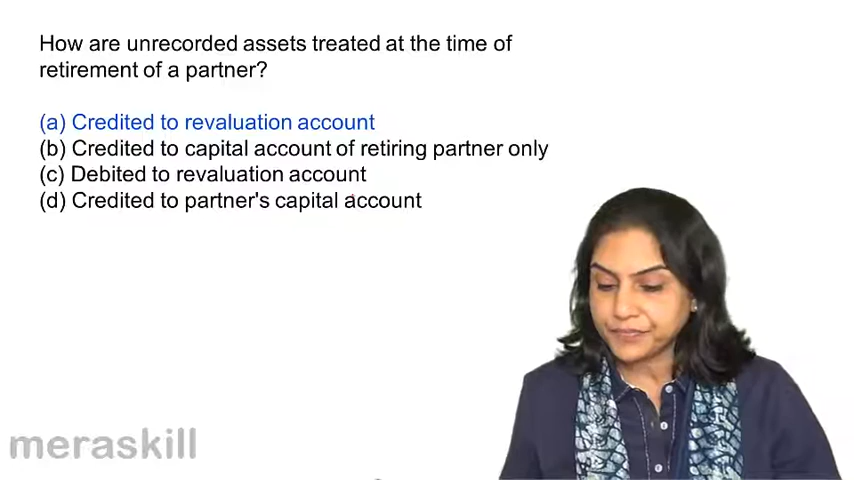 How are unrecorded assets treated at the time of
retirement of a partner?
(a) Credited to revaluation account
(b) Credited to capital account of retiring partner only
(c) Debited to revaluation account
(d) Credited to partner's capital account
meraskill